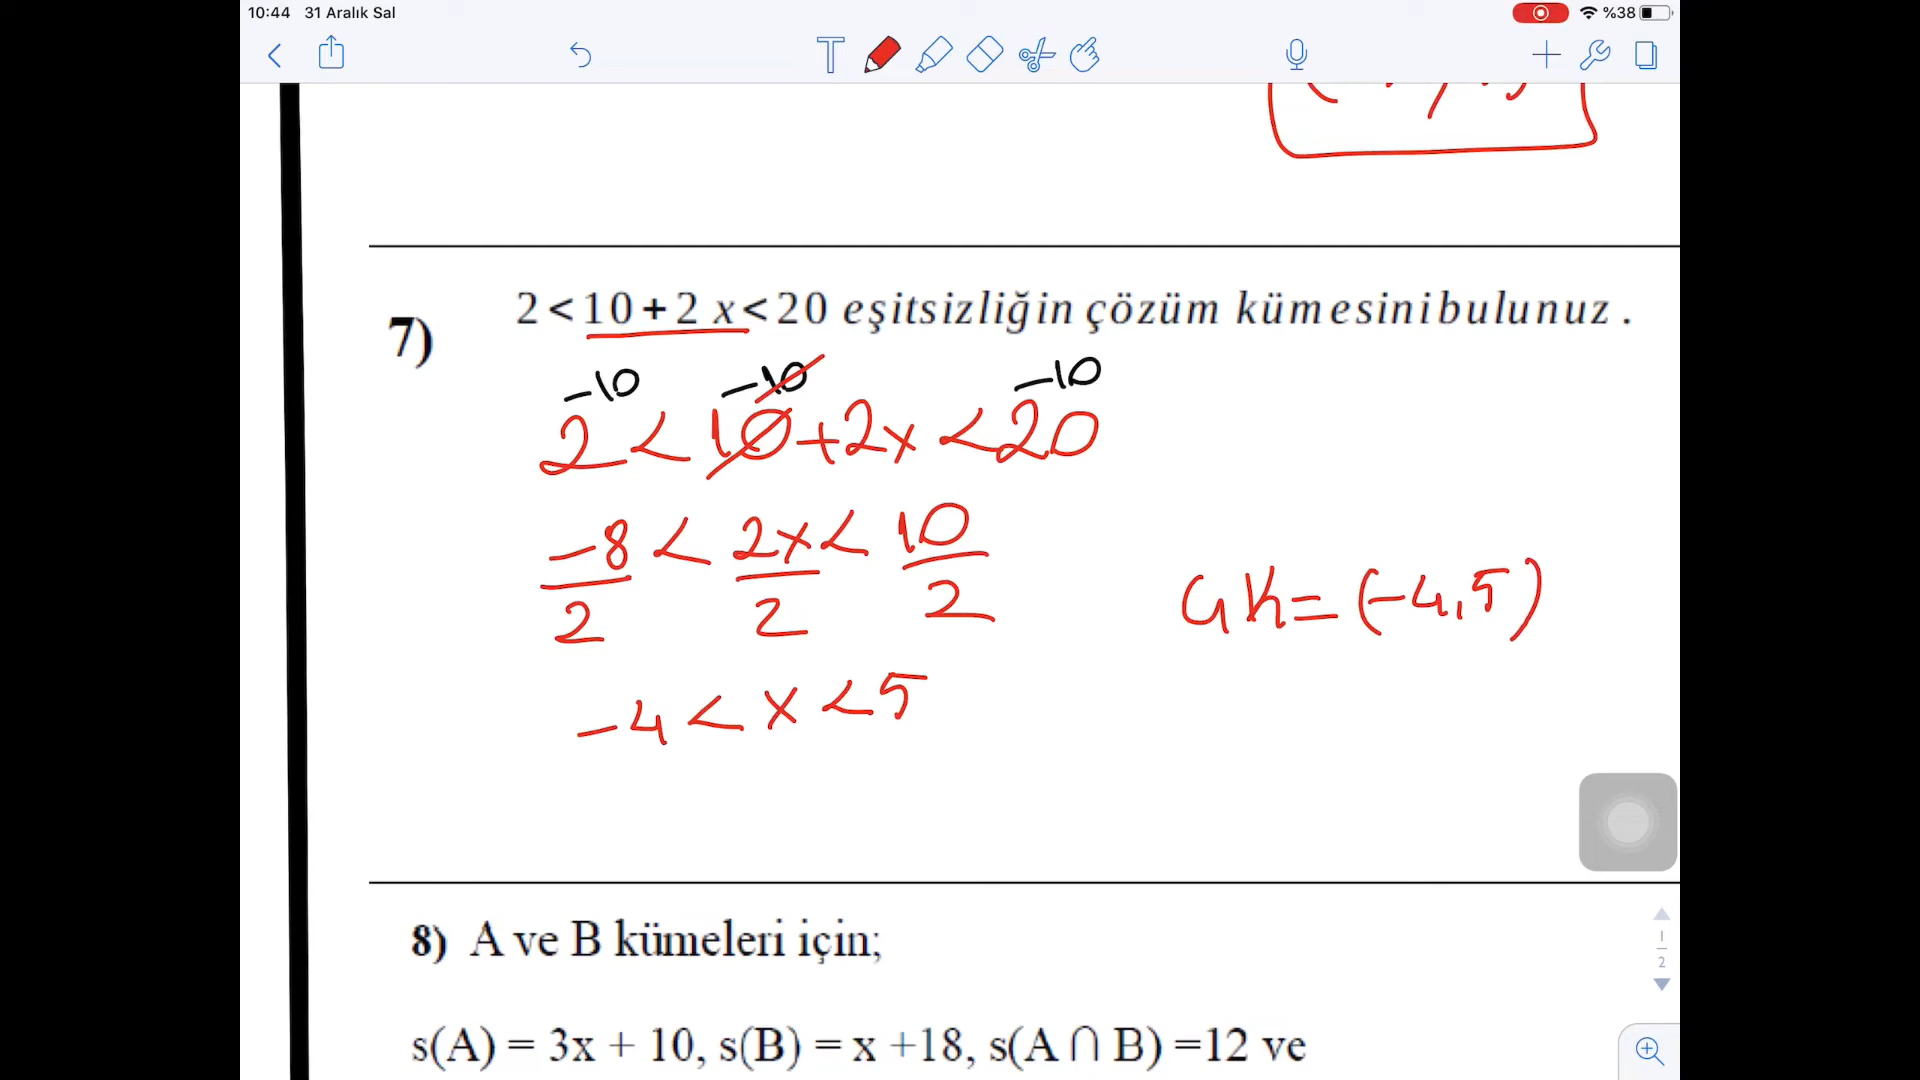 10:44 31 Aralık Sal %38
T
7) 2 < 10 + 2 x < 20 eşitsizliğin çözüm kümesini bulunuz .
-10 -10 -10
2 < 10 + 2x < 20
-8 < 2x < 10
2 2 2
ÇK = (-4,5)
-4 < x < 5
1
2
8) A ve B kümeleri için;
s(A) = 3x + 10, s(B) = x +18, s(A ∩ B) =12 ve